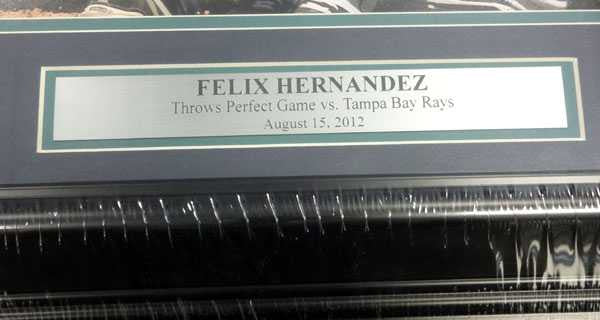 FELIX HERNANDEZ
Throws Perfect Game vs. Tampa Bay Rays
August 15, 2012